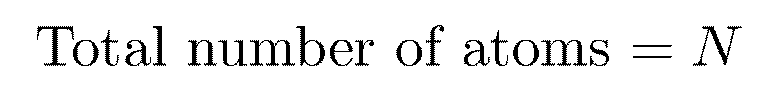 Total number of atoms = N